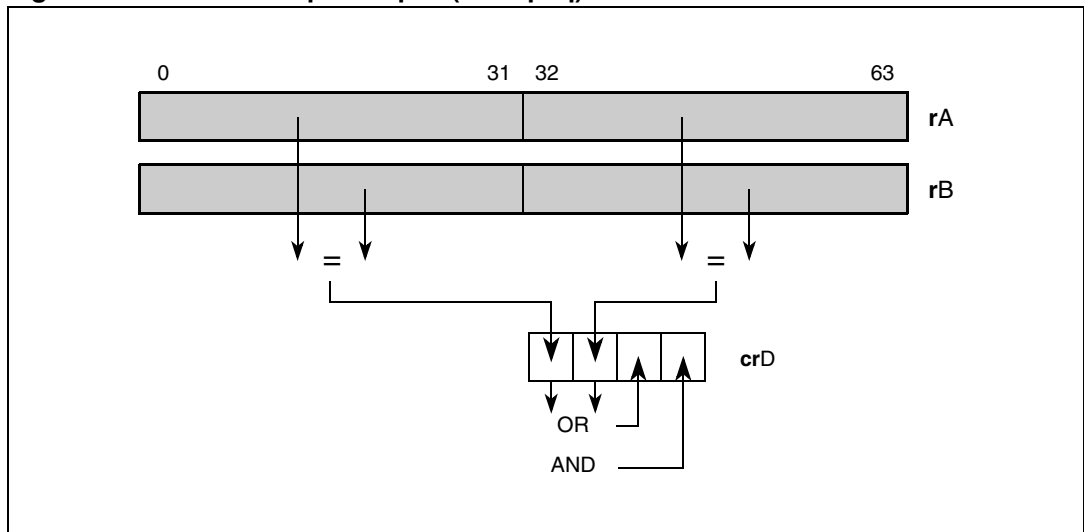 0 31 32 63
rA
rB
= =
crD
OR
AND